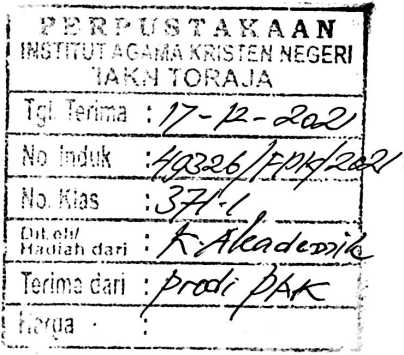 PERPUSTAKAAN
INSTITUT AGAMA KRISTEN NEGERI
IAKN TORAJA
Tgl. Terima : 17-12-2021
No. Induk : 49326/FPK/2021
No. Klas : 371.1
Dibeli/
Hadiah dari : K. Akademik
Terima dari : prodi PAK
Harga :